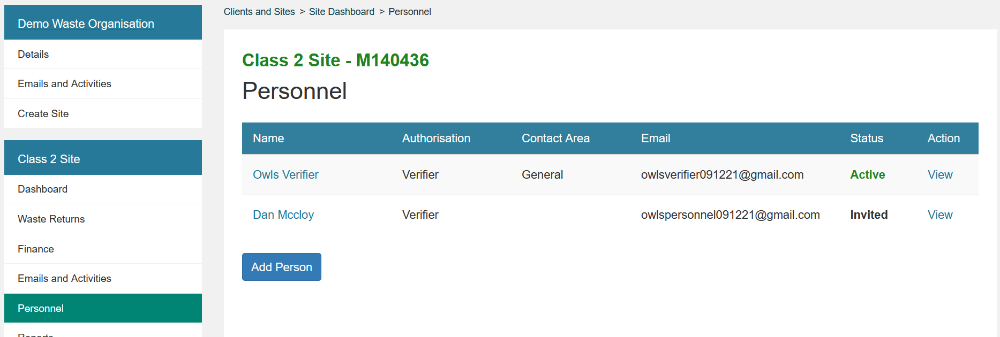 Demo Waste Organisation
Details
Emails and Activities
Create Site
Class 2 Site
Dashboard
Waste Returns
Finance
Emails and Activities
Personnel
Reports
Clients and Sites > Site Dashboard > Personnel
Class 2 Site - M140436
Personnel
Name Authorisation Contact Area Email Status Action
Owls Verifier Verifier General owlsverifier091221@gmail.com Active View
Dan Mccloy Verifier owlspersonnel091221@gmail.com Invited View
Add Person